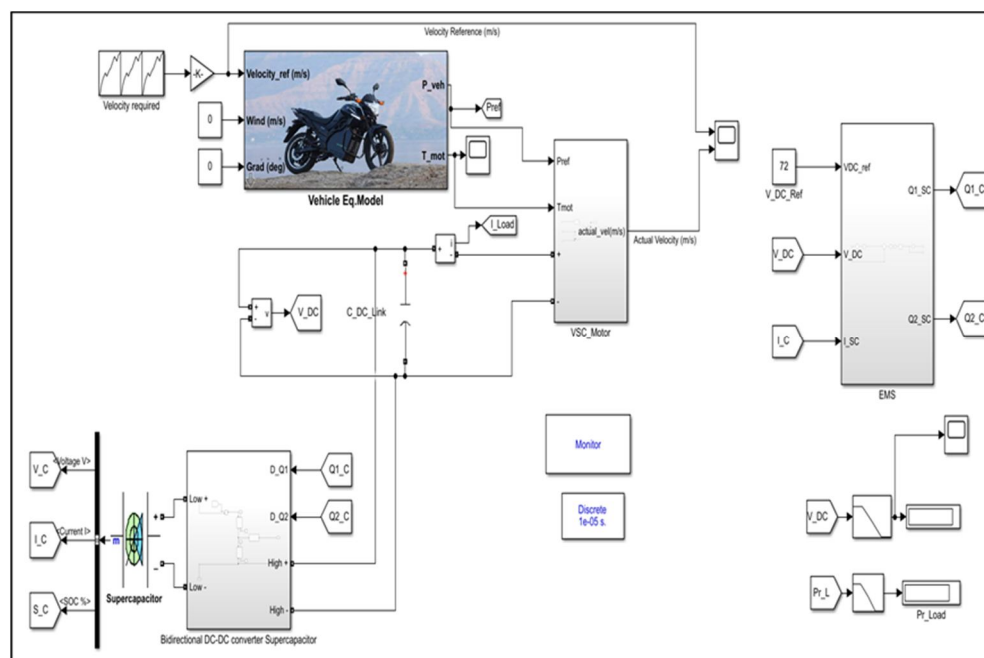 Velocity Reference (m/s)
Velocity required
-K-
Velocity_ref (m/s)
P_veh
Pref
0
Wind (m/s)
0
Grad (deg)
T_mot
Vehicle Eq.Model
Pref
Tmot
actual_vel(m/s)
+
-
VSC_Motor
Actual Velocity (m/s)
72
V_DC_Ref
VDC_ref
Q1_SC
Q1_C
V_DC
V_DC
Q2_SC
Q2_C
I_C
I_SC
EMS
I_Load
+
i
-
+
-
v
V_DC
C_DC_Link
Monitor
Discrete
1e-05 s.
V_C
<Voltage V>
I_C
<Current I>
S_C
<SOC %>
m
+
–
Supercapacitor
Low +
Low -
D_Q1
Q1_C
D_Q2
Q2_C
High +
High -
Bidirectional DC-DC converter Supercapacitor
V_DC
Pr_L
Pr_Load